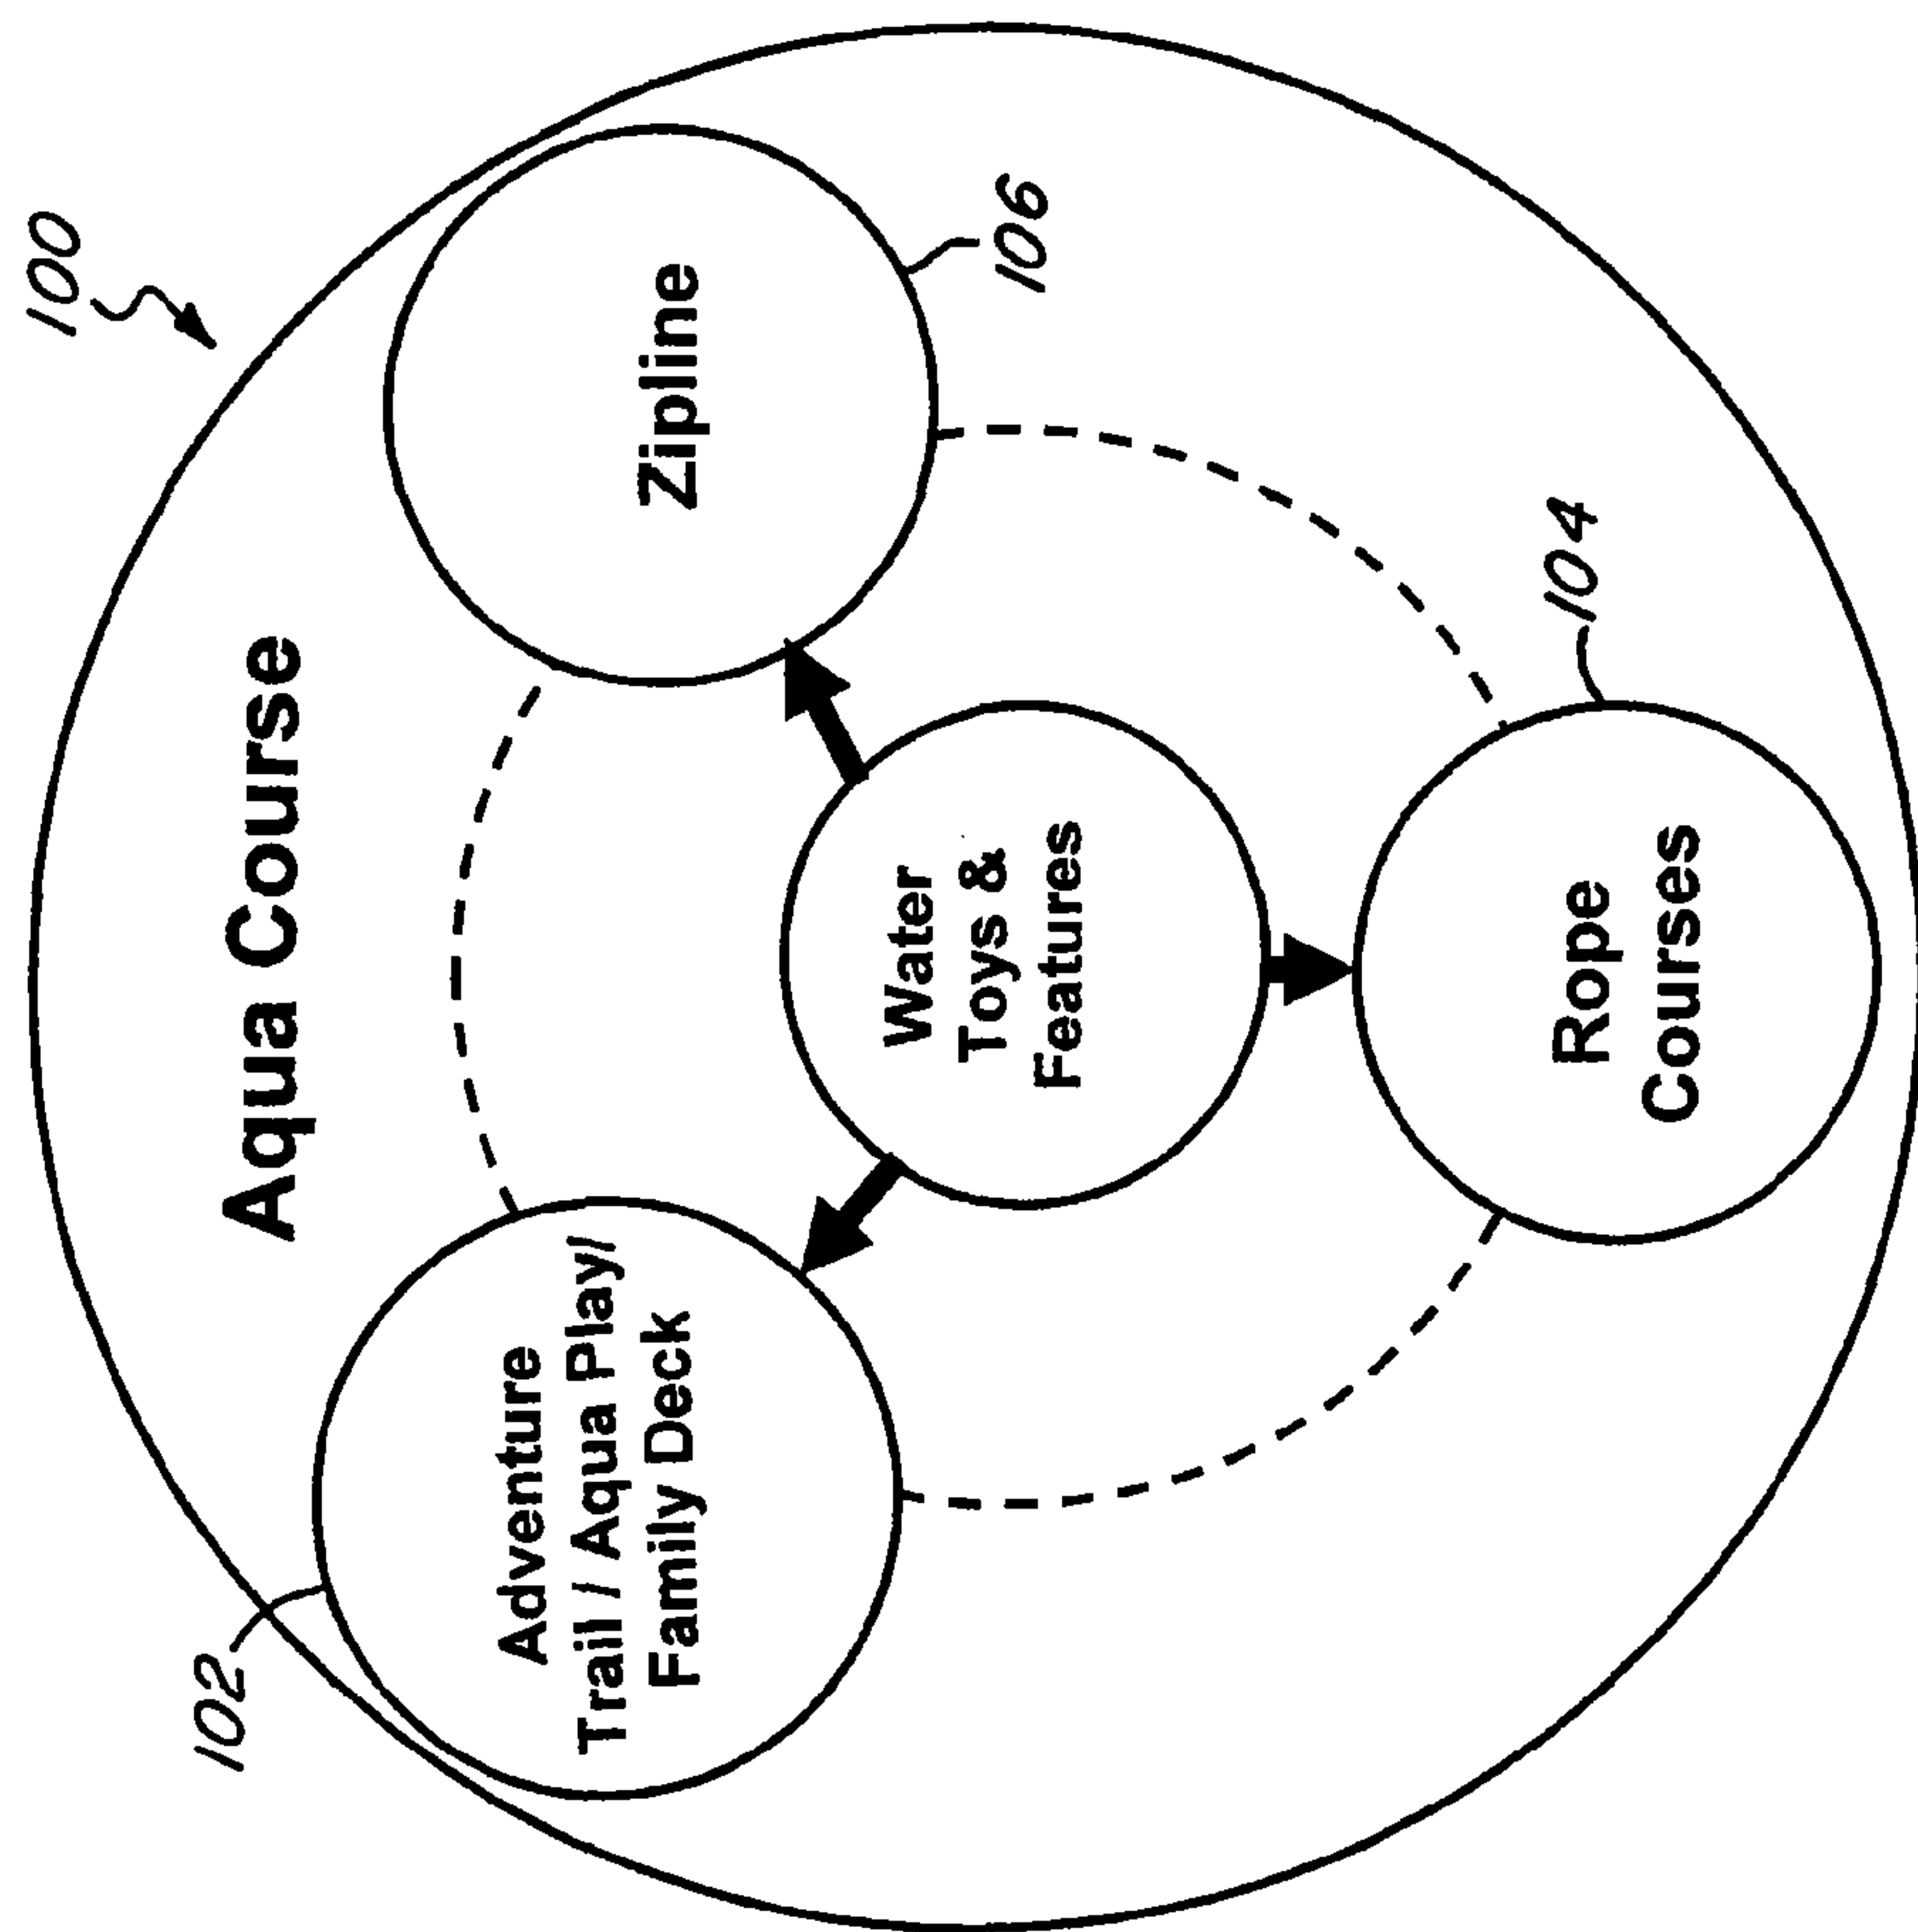 100
Aqua Course
102
Adventure
Trail / Aqua Play/
Family Deck
Zipline
106
Water
Toys &
Features
Rope
Courses
104